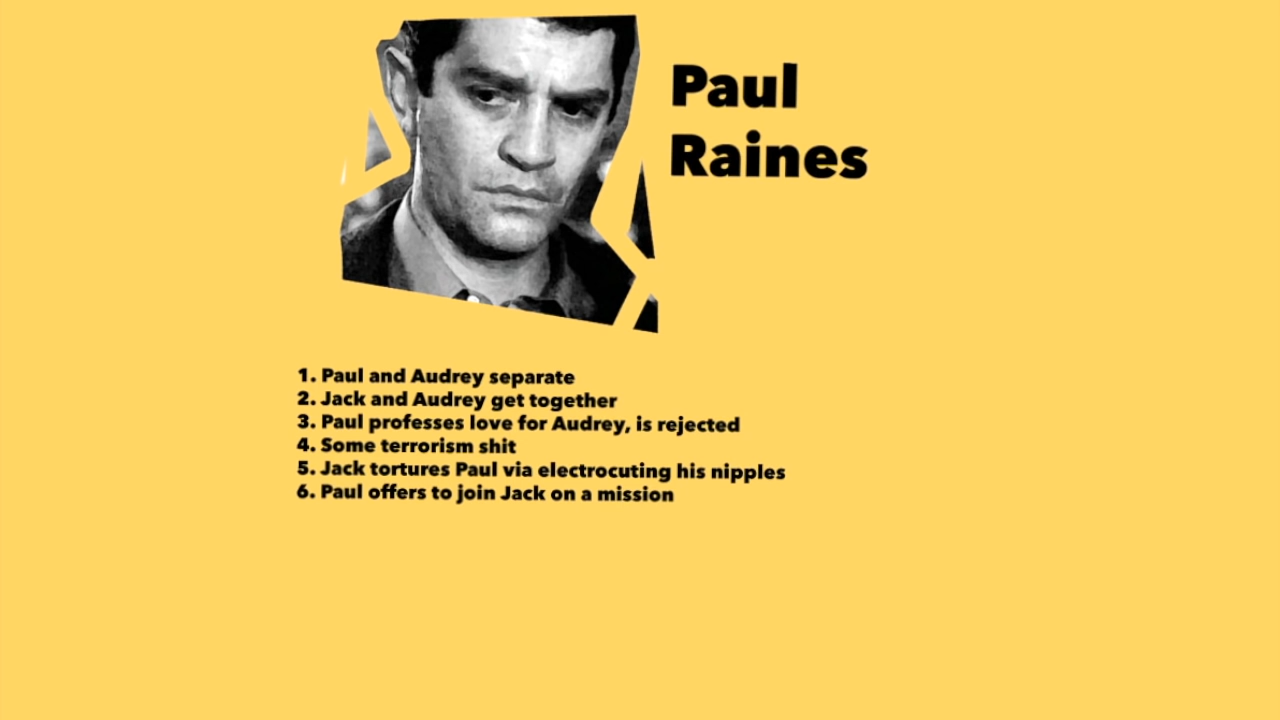 Paul
Raines
1. Paul and Audrey separate
2. Jack and Audrey get together
3. Paul professes love for Audrey, is rejected
4. Some terrorism shit
5. Jack tortures Paul via electrocuting his nipples
6. Paul offers to join Jack on a mission